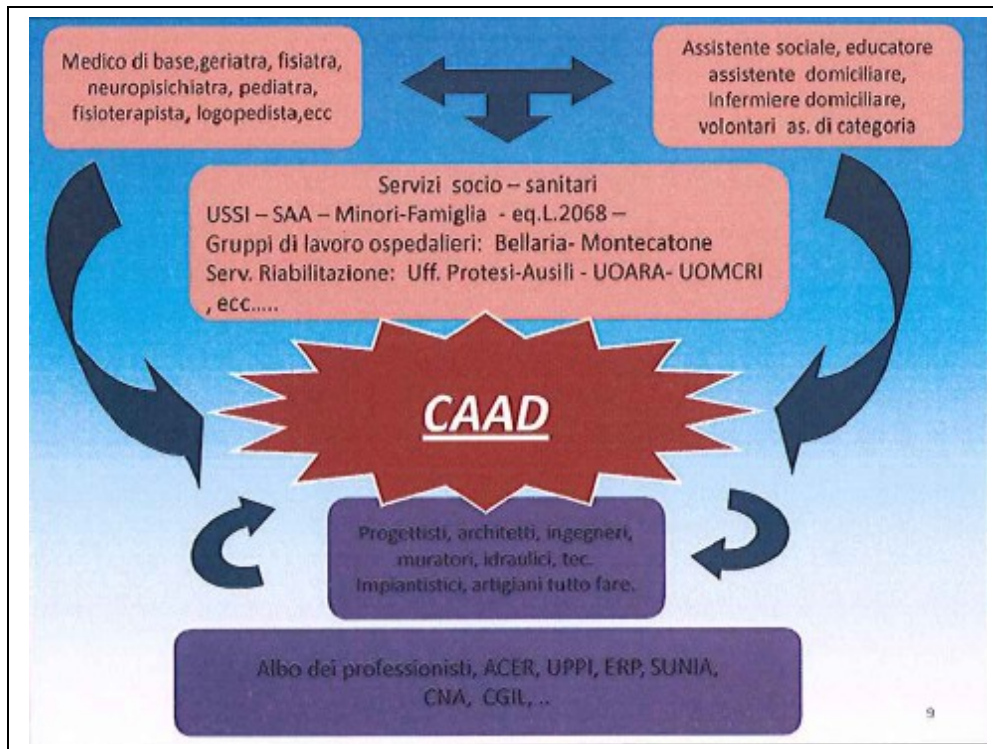 Medico di base,geriatra, fisiatra,
neuropisichiatra, pediatra,
fisioterapista, logopedista,ecc
Assistente sociale, educatore
assistente domiciliare,
Infermiere domiciliare,
volontari as. di categoria
Servizi socio – sanitari
USSI – SAA – Minori-Famiglia - eq.L.2068 –
Gruppi di lavoro ospedalieri: Bellaria- Montecatone
Serv. Riabilitazione: Uff. Protesi-Ausili - UOARA- UOMCRI
, ecc.....
CAAD
Progettisti, architetti, ingegneri,
muratori, idraulici, tec.
Impiantistici, artigiani tutto fare.
Albo dei professionisti, ACER, UPPI, ERP, SUNIA,
CNA, CGIL, ..
9